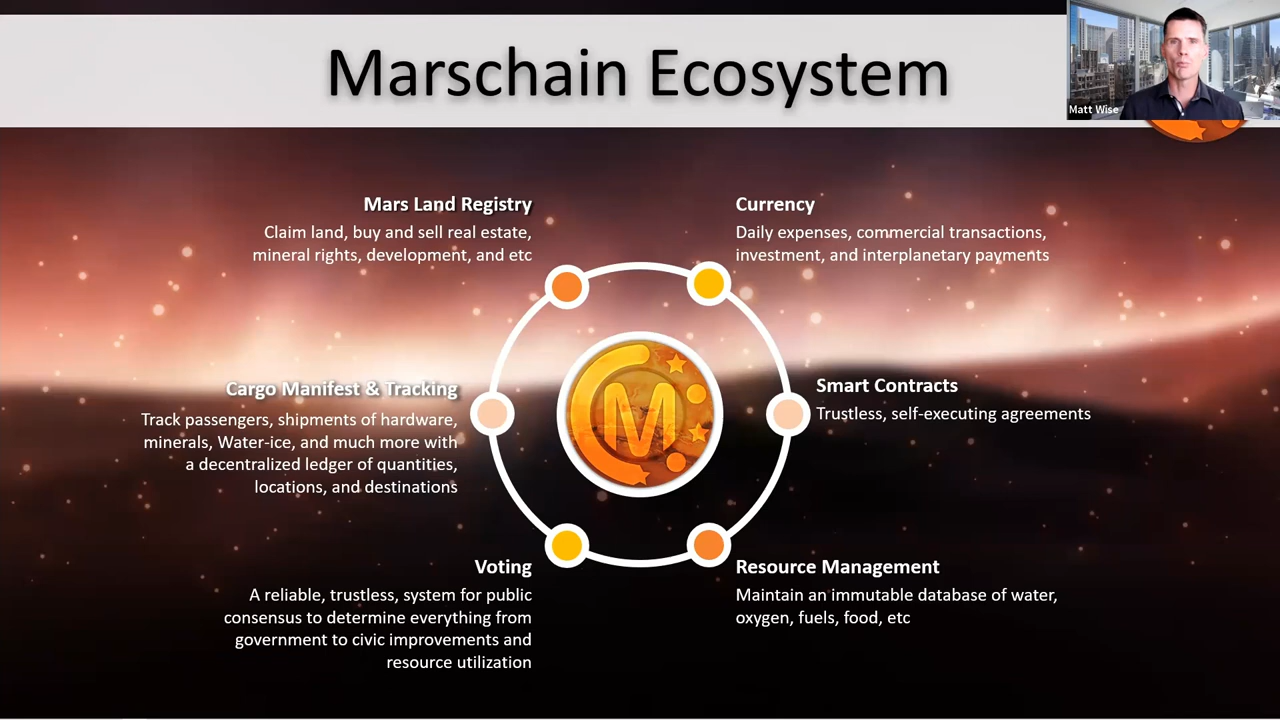 Marschain Ecosystem
Matt Wise
Mars Land Registry
Claim land, buy and sell real estate,
mineral rights, development, and etc
Currency
Daily expenses, commercial transactions,
investment, and interplanetary payments
Cargo Manifest & Tracking
Track passengers, shipments of hardware,
minerals, Water-ice, and much more with
a decentralized ledger of quantities,
locations, and destinations
M
Smart Contracts
Trustless, self-executing agreements
Voting
A reliable, trustless, system for public
consensus to determine everything from
government to civic improvements and
resource utilization
Resource Management
Maintain an immutable database of water,
oxygen, fuels, food, etc